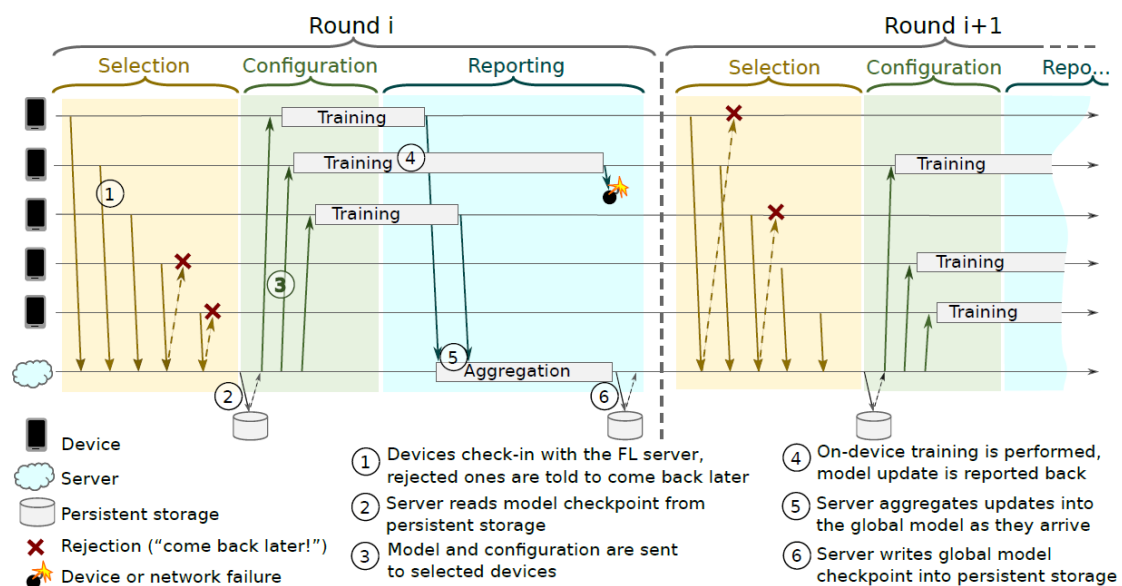 Round i
Round i+1
Selection
Configuration
Reporting
Selection
Configuration
Repo...
Training
Training
4
Training
Training
1
Training
3
Training
5
Aggregation
2
6
Device
Server
Persistent storage
Rejection (“come back later!”)
Device or network failure
1 Devices check-in with the FL server,
rejected ones are told to come back later
2 Server reads model checkpoint from
persistent storage
3 Model and configuration are sent
to selected devices
4 On-device training is performed,
model update is reported back
5 Server aggregates updates into
the global model as they arrive
6 Server writes global model
checkpoint into persistent storage